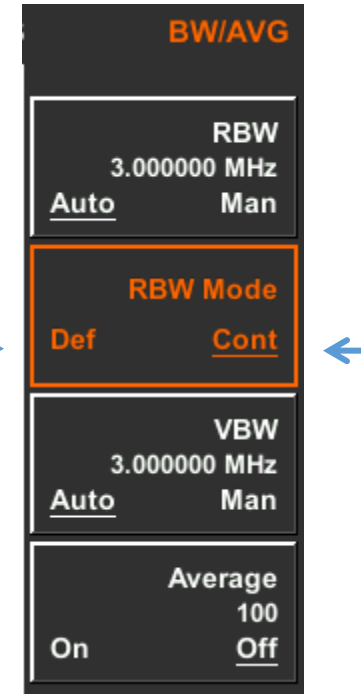 BW/AVG
RBW
3.000000 MHz
Auto Man
RBW Mode
Def Cont
VBW
3.000000 MHz
Auto Man
Average
100
On Off